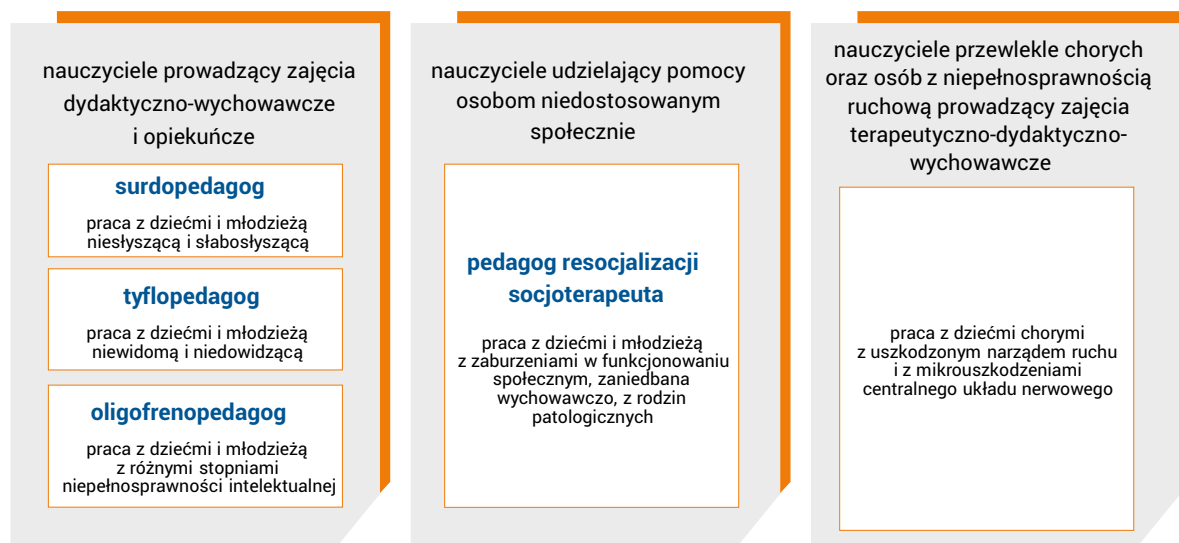 nauczyciele prowadzący zajęcia
dydaktyczno-wychowawcze
i opiekuńcze
surdopedagog
praca z dziećmi i młodzieżą
niesłyszącą i słabosłyszącą
tyflopedagog
praca z dziećmi i młodzieżą
niewidomą i niedowidzącą
oligofrenopedagog
praca z dziećmi i młodzieżą
z różnymi stopniami
niepełnosprawności intelektualnej
nauczyciele udzielający pomocy
osobom niedostosowanym
społecznie
pedagog resocjalizacji
socjoterapeuta
praca z dziećmi i młodzieżą
z zaburzeniami w funkcjonowaniu
społecznym, zaniedbana
wychowawczo, z rodzin
patologicznych
nauczyciele przewlekle chorych
oraz osób z niepełnosprawnością
ruchową prowadzący zajęcia
terapeutyczno-dydaktyczno-
wychowawcze
praca z dziećmi chorymi
z uszkodzonym narządem ruchu
i z mikrouszkodzeniami
centralnego układu nerwowego